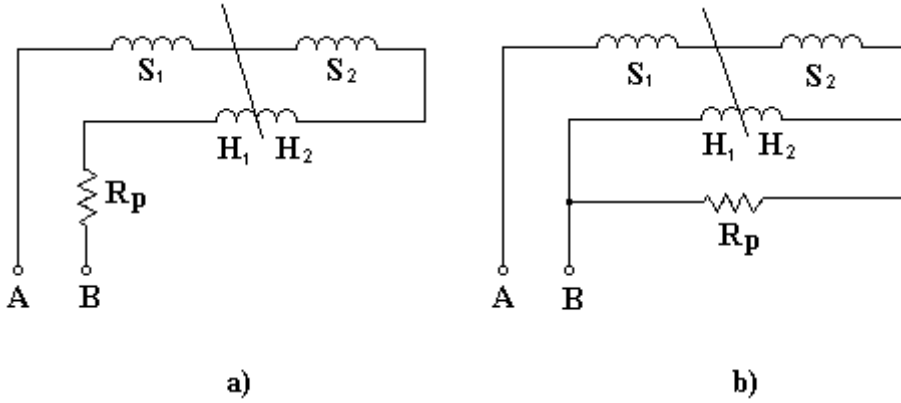 S₁ S₂ S₁ S₂
H₁ H₂ H₁ H₂
Rp
Rp
A B A B
a) b)